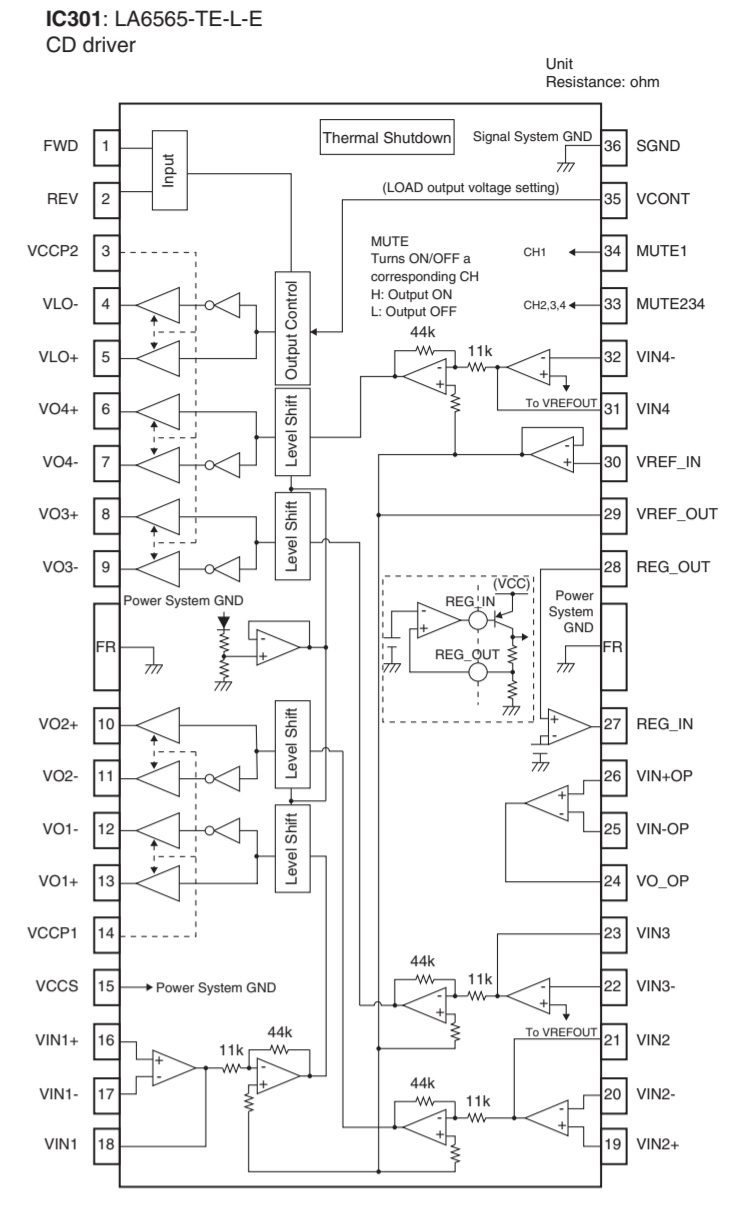 IC301: LA6565-TE-L-E
CD driver
Unit
Resistance: ohm
FWD 1
REV 2
VCCP2 3
VLO- 4
VLO+ 5
VO4+ 6
VO4- 7
VO3+ 8
VO3- 9
FR
VO2+ 10
VO2- 11
VO1- 12
VO1+ 13
VCCP1 14
VCCS 15
VIN1+ 16
VIN1- 17
VIN1 18
Input
Thermal Shutdown
Signal System GND
(LOAD output voltage setting)
MUTE
Turns ON/OFF a
corresponding CH
H: Output ON
L: Output OFF
CH1
CH2,3,4
Output Control
44k
11k
- +
- +
To VREFOUT
Level Shift
- +
Level Shift
Power System GND
- +
(VCC)
REG_IN
- +
REG_OUT
Power
System
GND
+ -
Level Shift
+ -
Level Shift
44k
11k
- +
- +
To VREFOUT
Power System GND
44k
11k
+ -
- +
44k
11k
- +
- +
36 SGND
35 VCONT
34 MUTE1
33 MUTE234
32 VIN4-
31 VIN4
30 VREF_IN
29 VREF_OUT
28 REG_OUT
FR
27 REG_IN
26 VIN+OP
25 VIN-OP
24 VO_OP
23 VIN3
22 VIN3-
21 VIN2
20 VIN2-
19 VIN2+